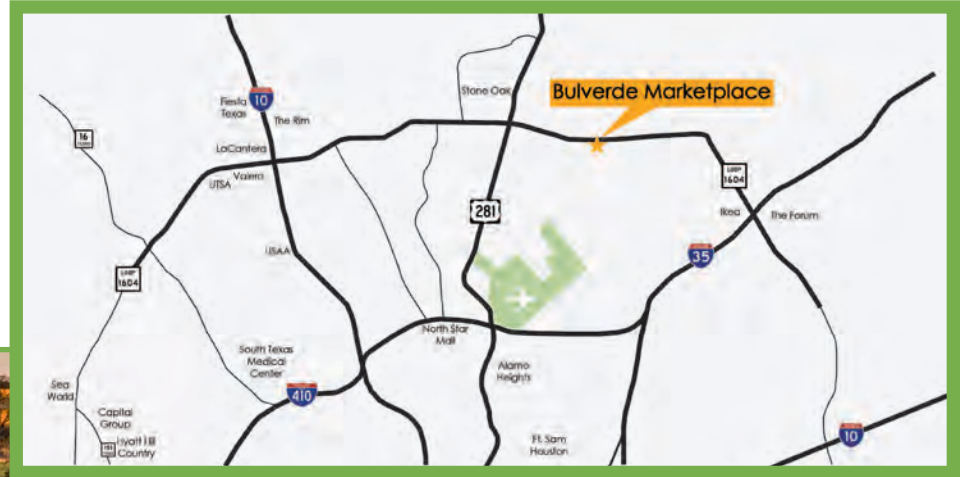 Bulverde Marketplace
Stone Oak
Fiesta
Texas
10
The Rim
16
LaCantera
Valero
UTSA
LOOP
1604
281
Ikea
The Forum
USAA
35
LOOP
1604
North Star
Mall
South Texas
Medical
Center
Alamo
Heights
410
Sea
World
Capital
Group
Hyatt Hill
Country
Ft. Sam
Houston
10